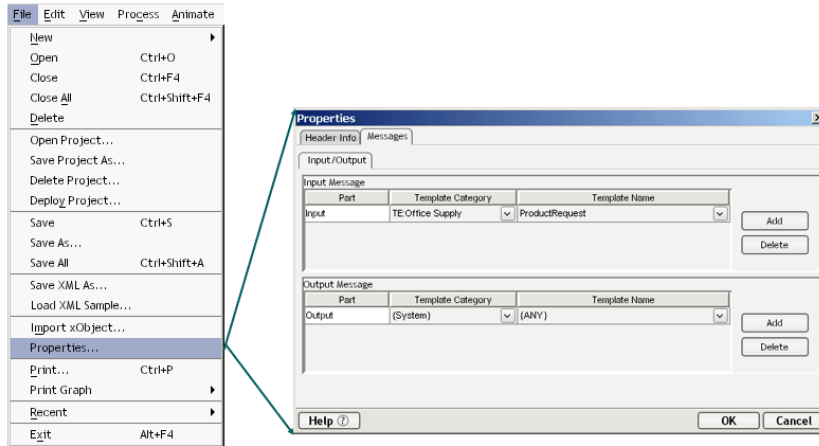 File Edit View Process Animate
New
Open Ctrl+O
Close Ctrl+F4
Close All Ctrl+Shift+F4
Delete
Open Project...
Save Project As...
Delete Project...
Deploy Project...
Save Ctrl+S
Save As...
Save All Ctrl+Shift+A
Save XML As...
Load XML Sample...
Import xObject...
Properties...
Print... Ctrl+P
Print Graph
Recent
Exit Alt+F4
Properties
Header Info Messages
Input/Output
Input Message
Part Template Category Template Name
Input TE:Office Supply ProductRequest
Add
Delete
Output Message
Part Template Category Template Name
Output {System} {ANY}
Add
Delete
Help ?
OK Cancel